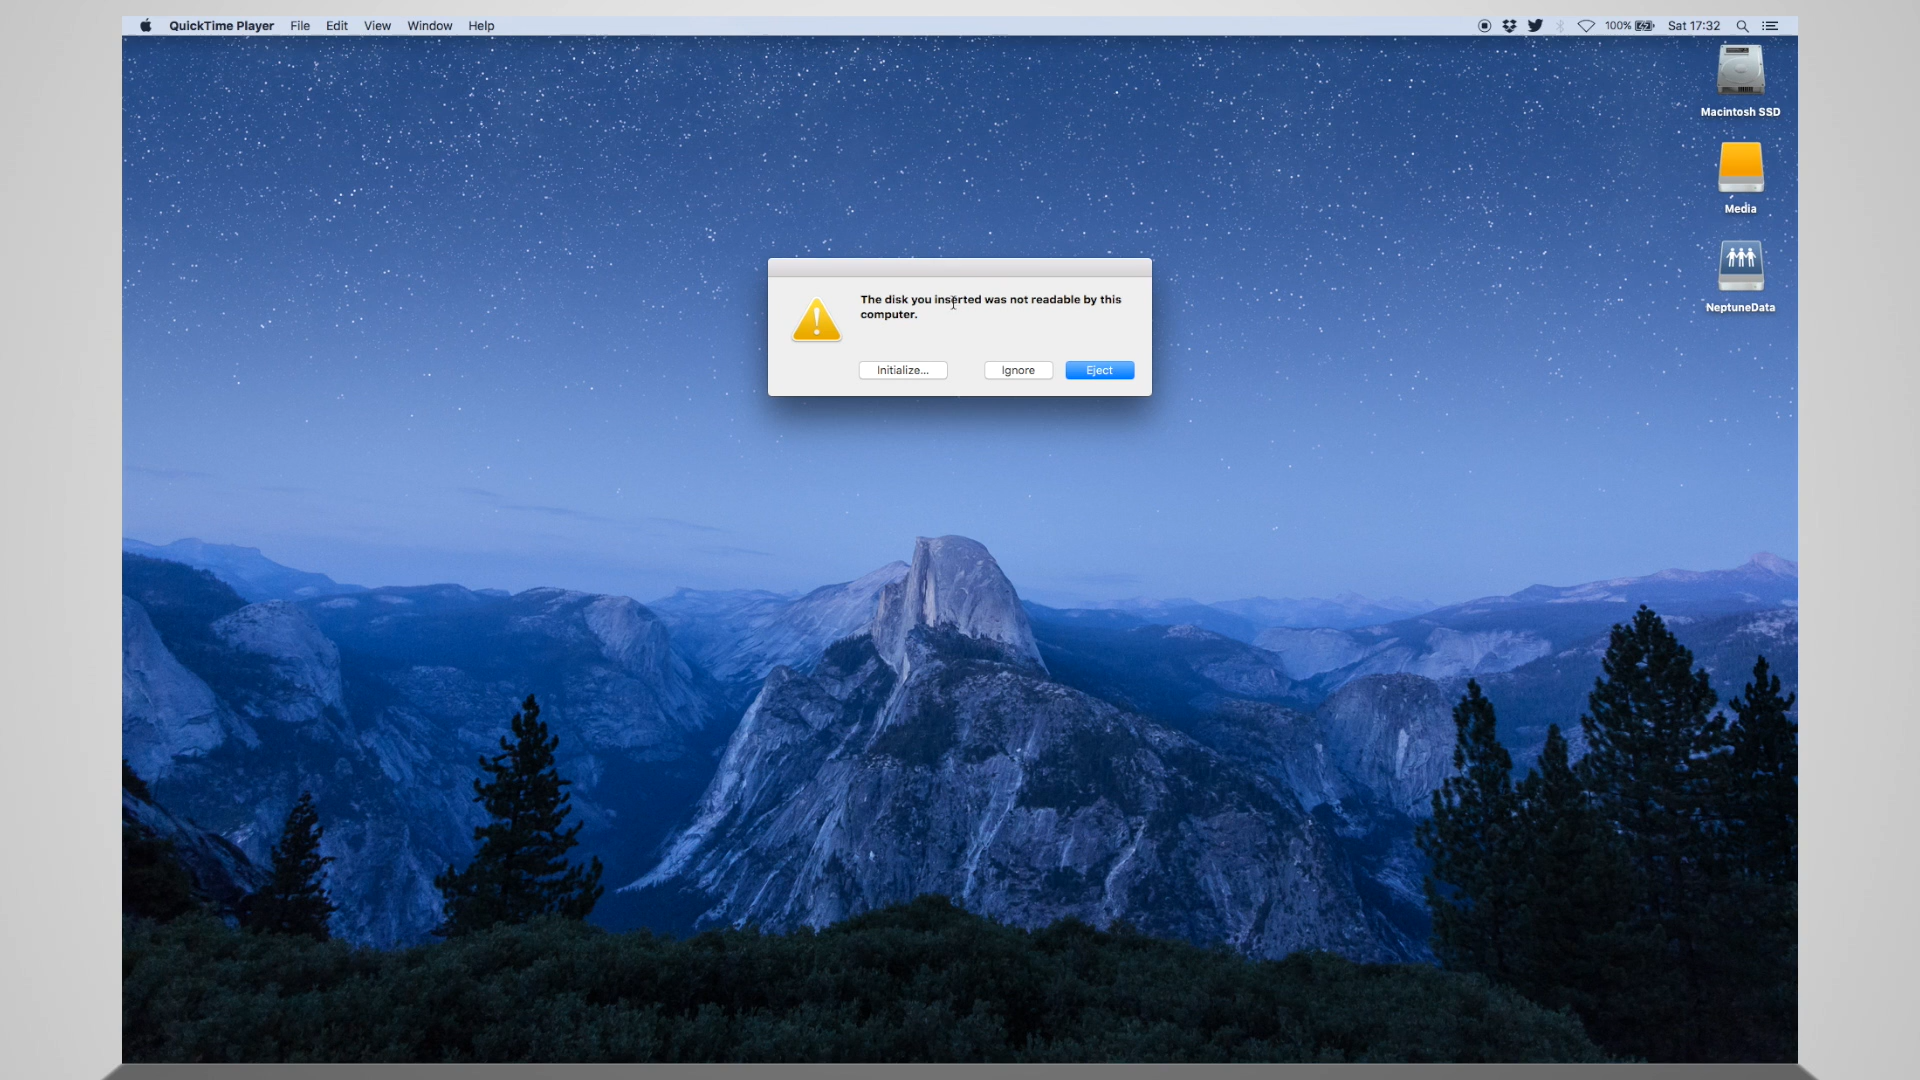 QuickTime Player File Edit View Window Help 100% Sat 17:32
Macintosh SSD
Media
NeptuneData
The disk you inserted was not readable by this
computer.
Initialize... Ignore Eject